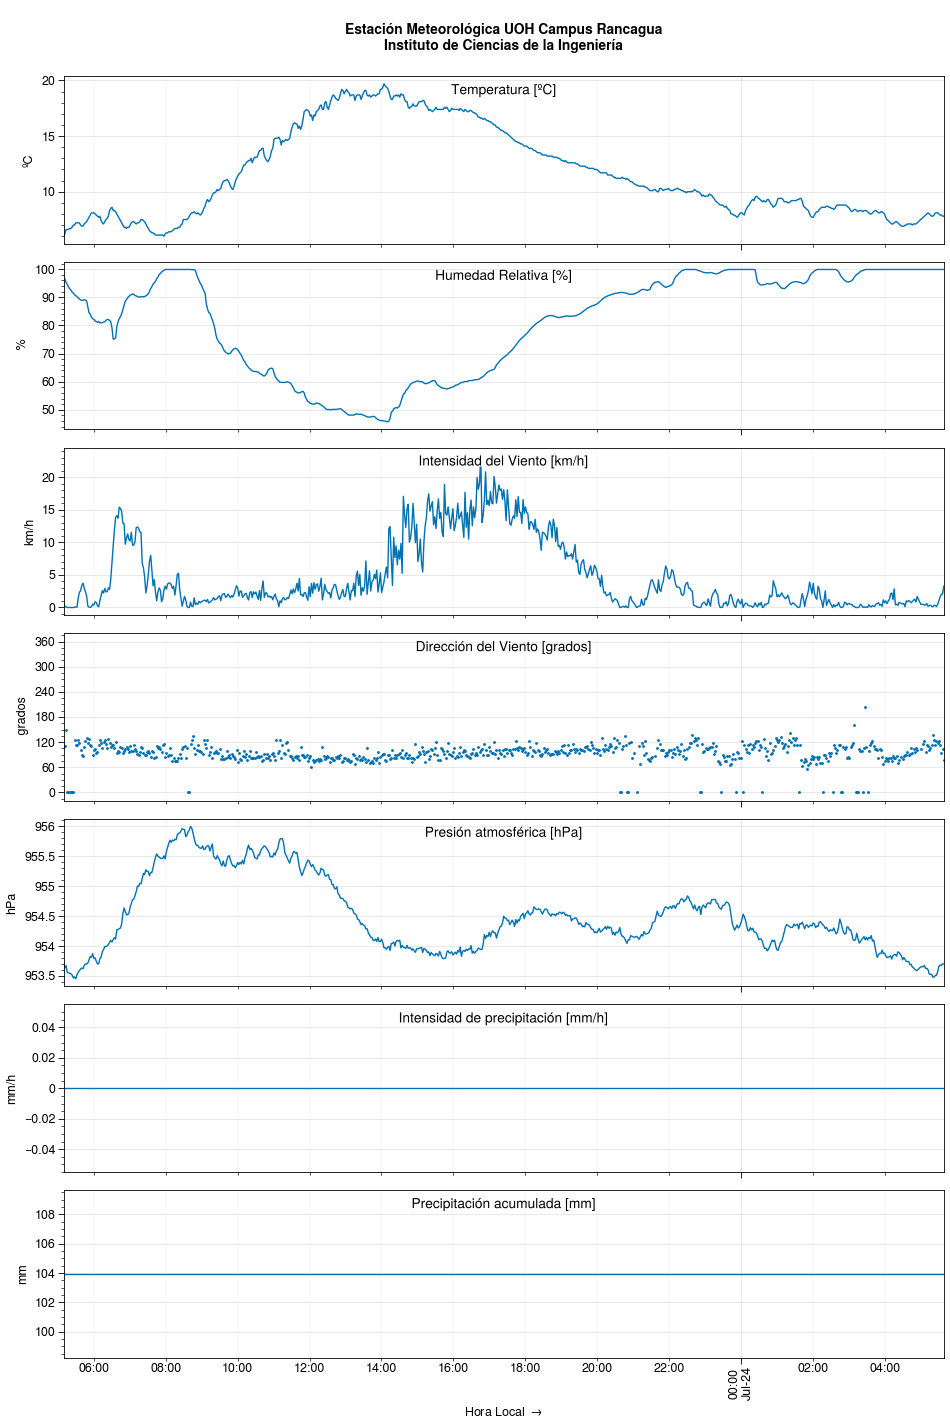 Estación Meteorológica UOH Campus Rancagua
Instituto de Ciencias de la Ingeniería
Temperatura [ºC]
20
15
10
ºC
Humedad Relativa [%]
100
90
80
70
60
50
%
Intensidad del Viento [km/h]
20
15
10
5
0
km/h
Dirección del Viento [grados]
360
300
240
180
120
60
0
grados
Presión atmosférica [hPa]
956
955.5
955
954.5
954
953.5
hPa
Intensidad de precipitación [mm/h]
0.04
0.02
0
−0.02
−0.04
mm/h
Precipitación acumulada [mm]
108
106
104
102
100
mm
06:00 08:00 10:00 12:00 14:00 16:00 18:00 20:00 22:00 00:00 02:00 04:00
Jul-24
Hora Local →